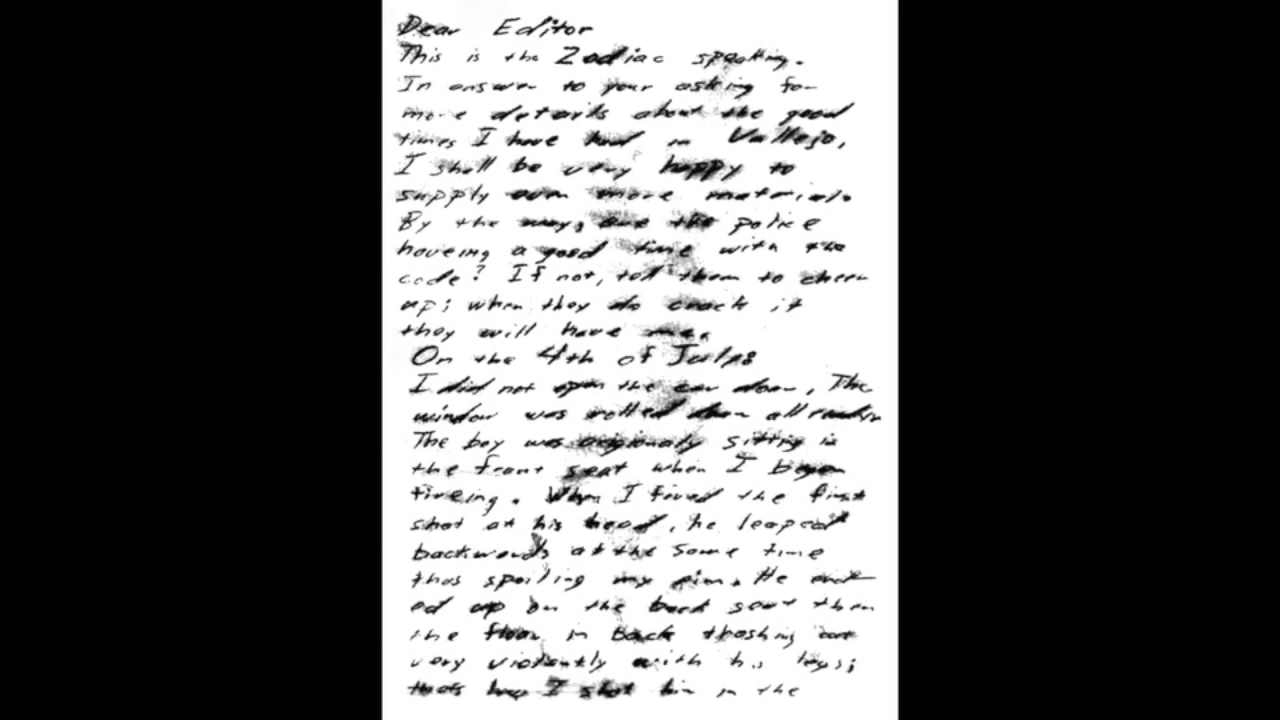 Dear Editor
This is the Zodiac speaking.
In answer to your asking for
more details about the good
times I have had in Vallejo,
I shall be very happy to
supply even more material.
By the way, are the police
haveing a good time with the
code? If not, tell them to cheer
up; when they do crack it
they will have me.
On the 4th of July:
I did not open the car door, The
window was rolled down all ready
The boy was origionaly sitting in
the front seat when I began
fireing. When I fired the first
shot at his head, he leaped
backwards at the same time
thus spoiling my aim. He end
ed up on the back seat then
the floor in back thashing out
very violently with his legs;
thats how I shot him in the